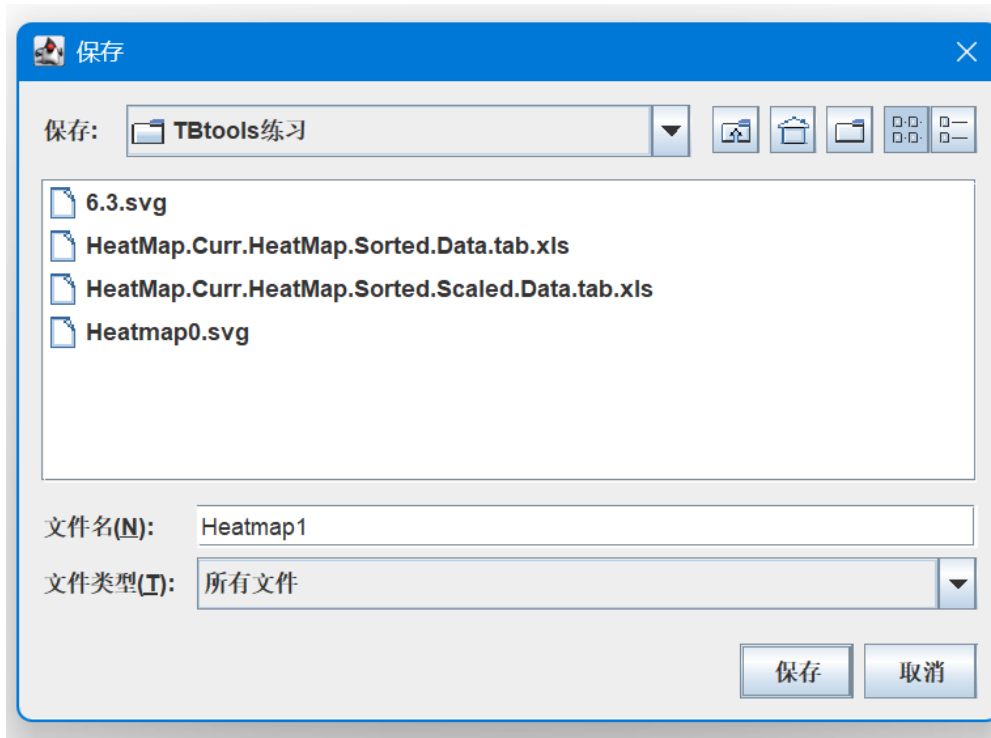 保存
保存: TBtools练习
6.3.svg
HeatMap.Curr.HeatMap.Sorted.Data.tab.xls
HeatMap.Curr.HeatMap.Sorted.Scaled.Data.tab.xls
Heatmap0.svg
文件名(N): Heatmap1
文件类型(T): 所有文件
保存 取消